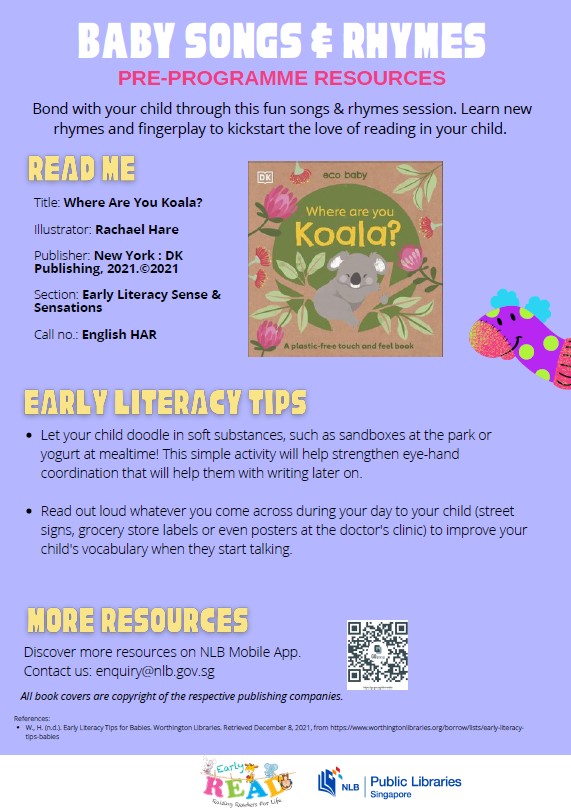 BABY SONGS & RHYMES
PRE-PROGRAMME RESOURCES
Bond with your child through this fun songs & rhymes session. Learn new
rhymes and fingerplay to kickstart the love of reading in your child.
READ ME
Title: Where Are You Koala?
Illustrator: Rachael Hare
Publisher: New York : DK
Publishing, 2021.©2021
Section: Early Literacy Sense &
Sensations
Call no.: English HAR
DK
eco baby
Where are you
Koala?
A plastic-free touch and feel book
EARLY LITERACY TIPS
• Let your child doodle in soft substances, such as sandboxes at the park or
yogurt at mealtime! This simple activity will help strengthen eye-hand
coordination that will help them with writing later on.
• Read out loud whatever you come across during your day to your child (street
signs, grocery store labels or even posters at the doctor's clinic) to improve your
child's vocabulary when they start talking.
MORE RESOURCES
Discover more resources on NLB Mobile App.
Contact us: enquiry@nlb.gov.sg
All book covers are copyright of the respective publishing companies.
References:
• W., H. (n.d.). Early Literacy Tips for Babies. Worthington Libraries. Retrieved December 8, 2021, from https://www.worthingtonlibraries.org/borrow/lists/early-literacy-
tips-babies
Early
READ
Raising Readers For Life
NLB
Public Libraries
Singapore